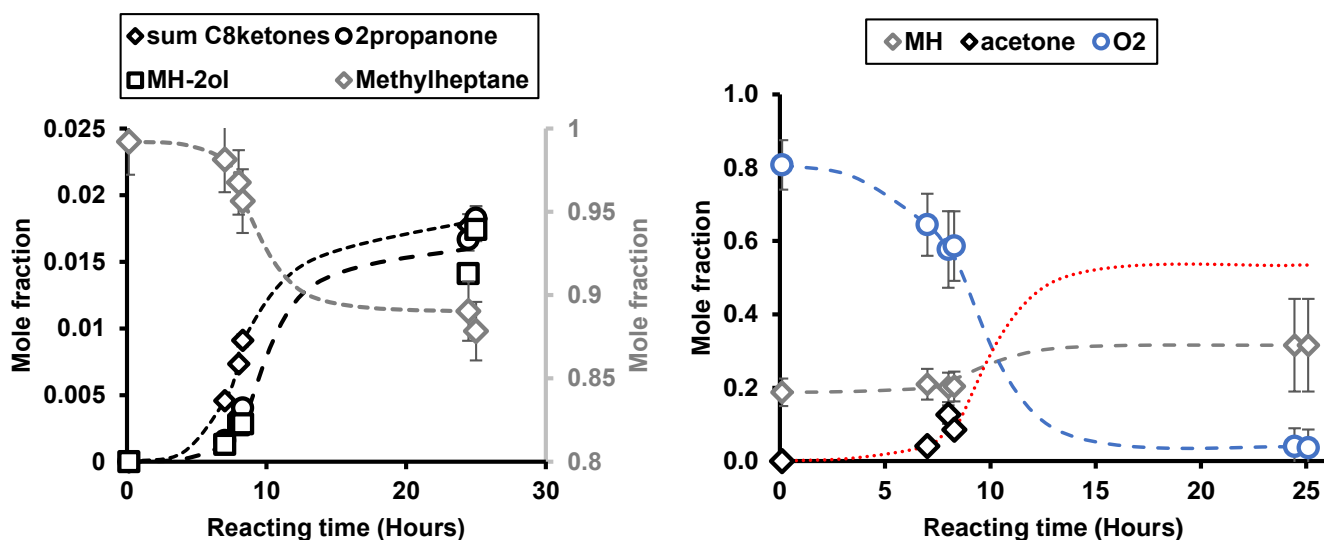 sum C8ketones 2propanone
MH-2ol Methylheptane
Mole fraction
0.025
0.02
0.015
0.01
0.005
0
1
0.95
0.9
0.85
0.8
Mole fraction
0 10 20 30
Reacting time (Hours)
MH acetone O2
Mole fraction
1.0
0.8
0.6
0.4
0.2
0.0
0 5 10 15 20 25
Reacting time (Hours)